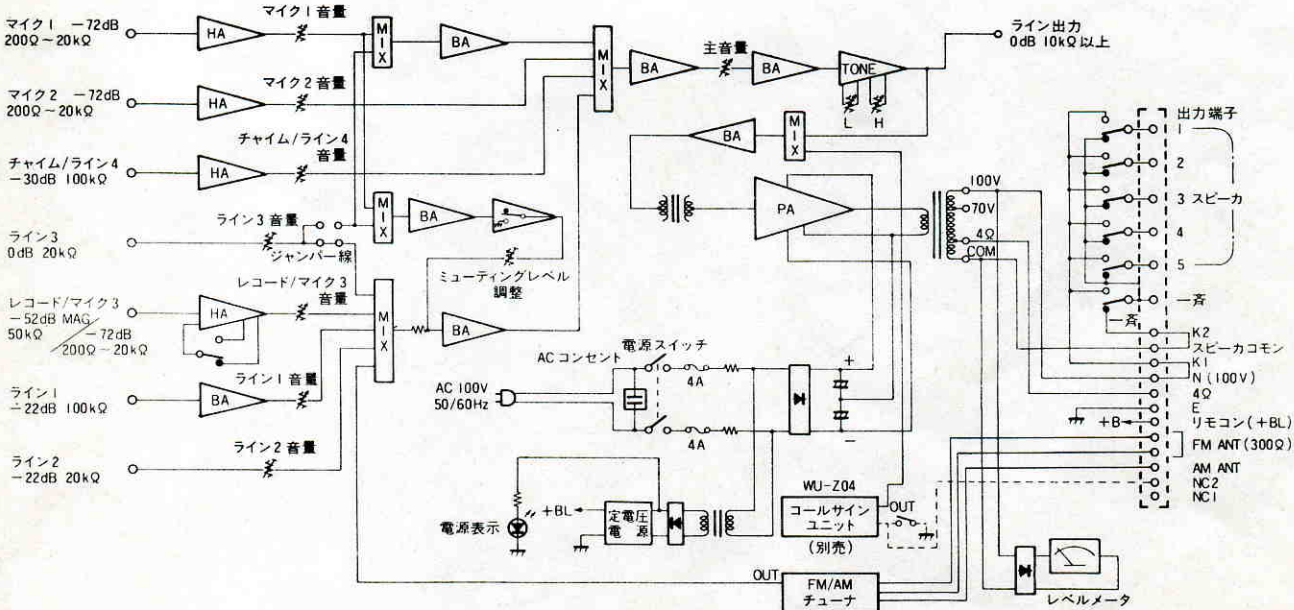 マイク1 −72dB
200Ω〜20kΩ
HA
マイク1音量
MIX
BA
MIX
BA
主音量
BA
TONE
L
H
ライン出力
0dB 10kΩ以上
マイク2 −72dB
200Ω〜20kΩ
HA
マイク2音量
チャイム/ライン4
−30dB 100kΩ
HA
チャイム/ライン4
音量
BA
MIX
ライン3
0dB 20kΩ
ライン3音量
ジャンパー線
MIX
BA
ミューティングレベル
調整
PA
100V
70V
4Ω
COM
レコード/マイク3
−52dB MAG
50kΩ
−72dB
200Ω〜20kΩ
HA
レコード/マイク3
音量
MIX
BA
ライン1
−22dB 100kΩ
BA
ライン1音量
ライン2
−22dB 20kΩ
ライン2音量
AC 100V
50/60Hz
ACコンセント
電源スイッチ
4A
4A
+
−
電源表示
+BL
定電圧
電源
WU-Z04
コールサイン
ユニット
(別売)
OUT
OUT
FM/AM
チューナ
レベルメータ
出力端子
1
2
3 スピーカ
4
5
一斉
一斉
K2
スピーカコモン
K1
N (100V)
4Ω
E
+B
リモコン(+BL)
FM ANT(300Ω)
AM ANT
NC2
NC1